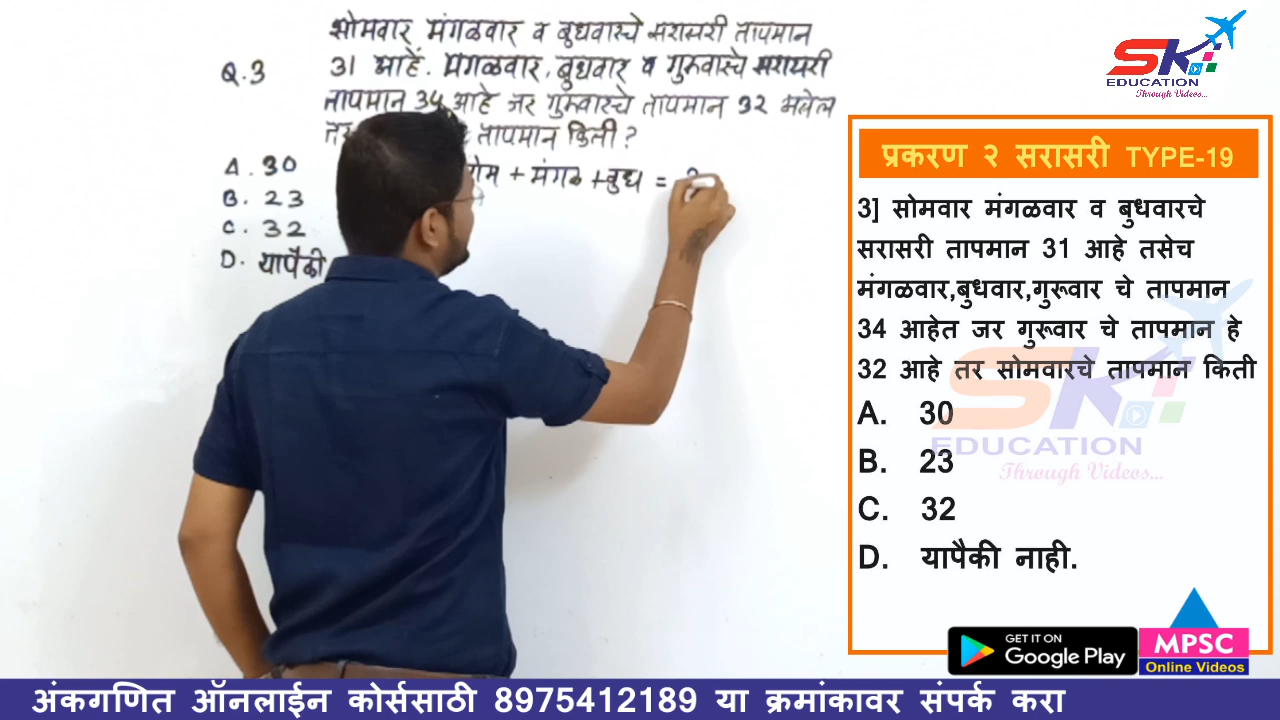 सोमवार मंगळवार व बुधवारचे सरासरी तापमान
Q.3 31 आहे. मंगळवार, बुधवार व गुरुवारचे सरासरी
तापमान 34 आहे जर गुरुवारचे तापमान 32 असेल
तापमान किती?
A. 30
+ मंगळ + बुध =
B. 23
C. 32
D. यापैकी
SK
EDUCATION
Through Videos...
प्रकरण २ सरासरी TYPE-19
3] सोमवार मंगळवार व बुधवारचे
सरासरी तापमान 31 आहे तसेच
मंगळवार,बुधवार,गुरूवार चे तापमान
34 आहेत जर गुरूवार चे तापमान हे
32 आहे तर सोमवारचे तापमान किती
A. 30
B. 23
C. 32
D. यापैकी नाही.
SK
EDUCATION
Through Videos...
GET IT ON
Google Play
MPSC
Online Videos
अंकगणित ऑनलाईन कोर्ससाठी 8975412189 या क्रमांकावर संपर्क करा